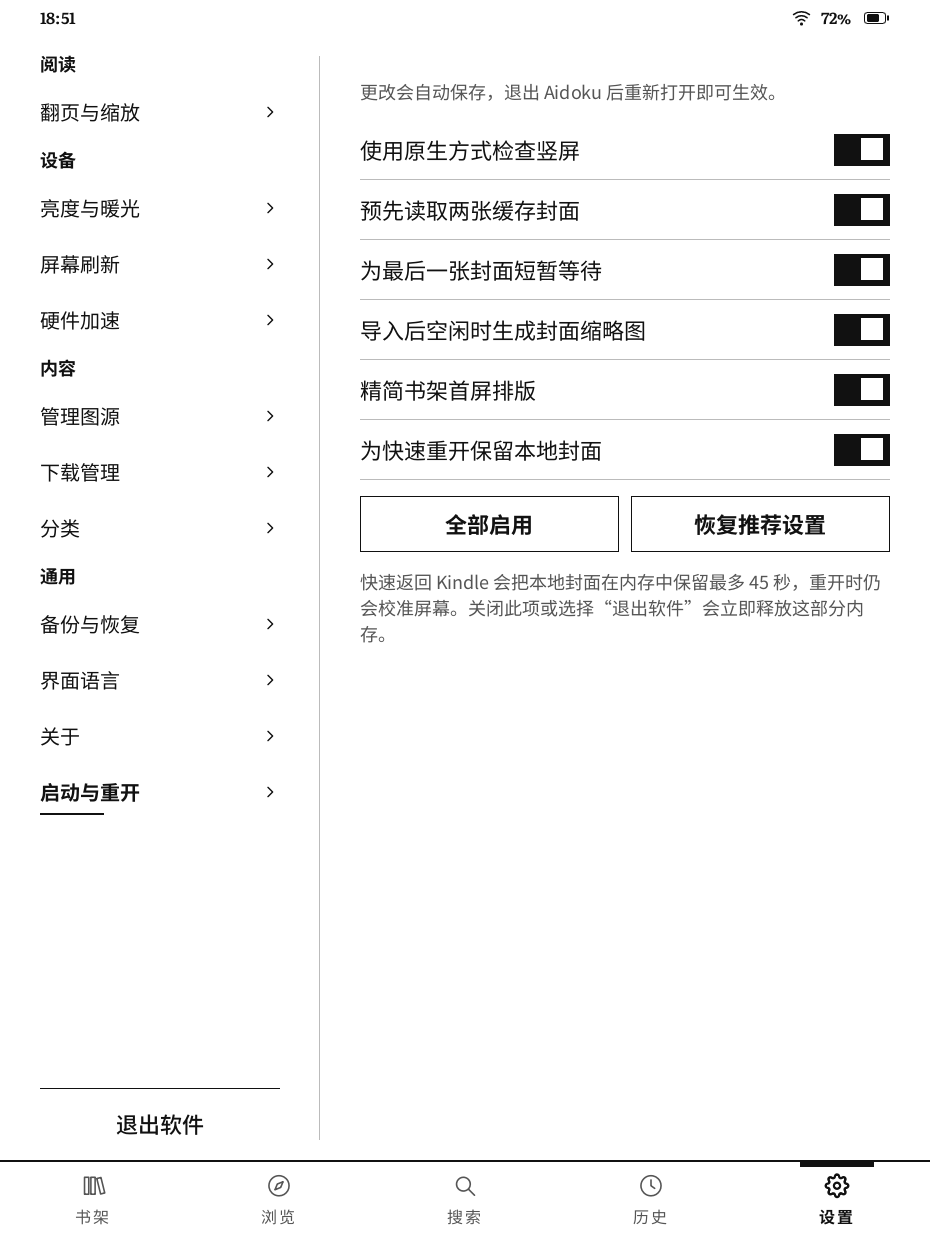 18:51
72%
阅读
翻页与缩放
设备
亮度与暖光
屏幕刷新
硬件加速
内容
管理图源
下载管理
分类
通用
备份与恢复
界面语言
关于
启动与重开
退出软件
更改会自动保存，退出 Aidoku 后重新打开即可生效。
使用原生方式检查竖屏
预先读取两张缓存封面
为最后一张封面短暂等待
导入后空闲时生成封面缩略图
精简书架首屏排版
为快速重开保留本地封面
全部启用
恢复推荐设置
快速返回 Kindle 会把本地封面在内存中保留最多 45 秒，重开时仍
会校准屏幕。关闭此项或选择“退出软件”会立即释放这部分内
存。
书架
浏览
搜索
历史
设置